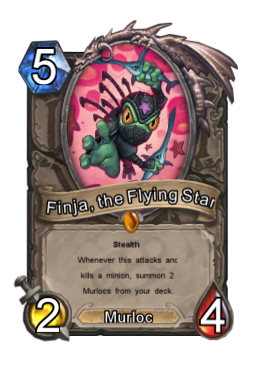 5
Finja, the Flying Star
Stealth
Whenever this attacks and
kills a minion, summon 2
Murlocs from your deck.
2
Murloc
4